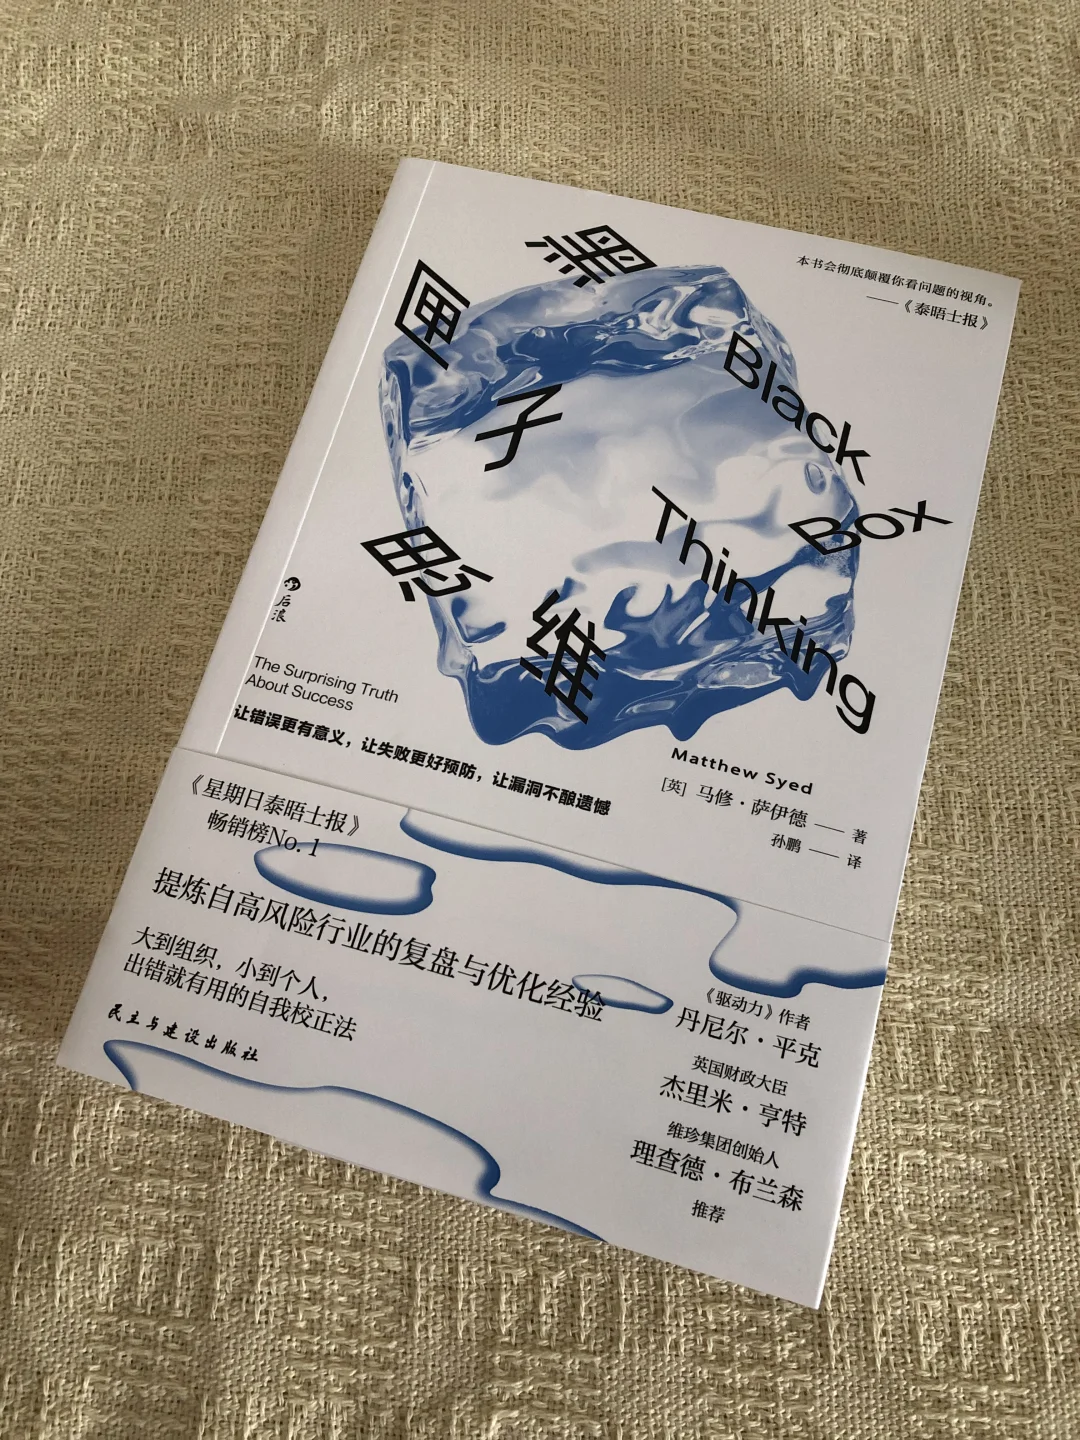 本书会彻底颠覆你看问题的视角。
——《泰晤士报》
黑
匣
子
思
维
Black
Box
Thinking
后浪
The Surprising Truth
About Success
让错误更有意义，让失败更好预防，让漏洞不酿遗憾
Matthew Syed
[英] 马修·萨伊德 —— 著
孙鹏 —— 译
《星期日泰晤士报》
畅销榜No. 1
提炼自高风险行业的复盘与优化经验
大到组织，小到个人，
出错就有用的自我校正法
民主与建设出版社
《驱动力》作者
丹尼尔·平克
英国财政大臣
杰里米·亨特
维珍集团创始人
理查德·布兰森
推荐